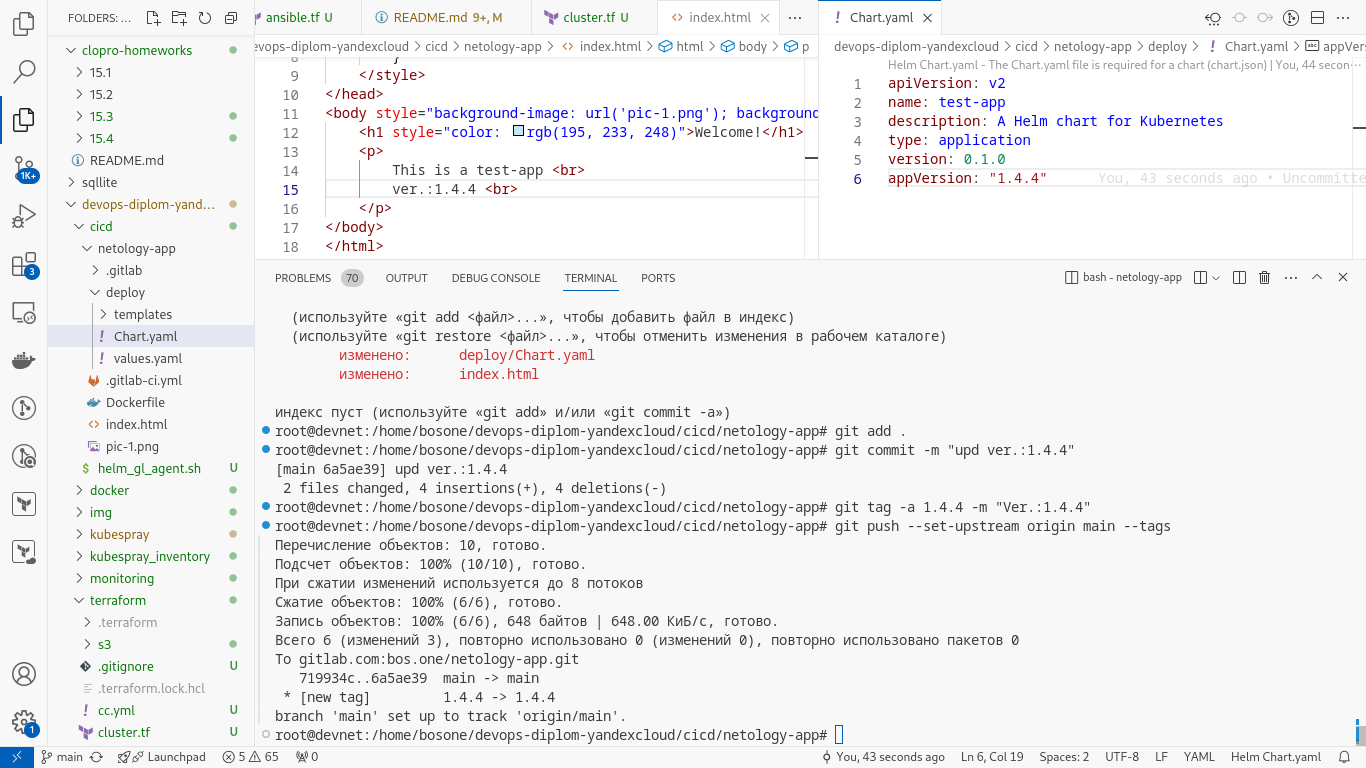 FOLDERS: ...
clopro-homeworks
15.1
15.2
15.3
15.4
README.md
sqllite
devops-diplom-yand...
cicd
netology-app
.gitlab
deploy
templates
Chart.yaml
values.yaml
.gitlab-ci.yml
Dockerfile
index.html
pic-1.png
helm_gl_agent.sh U
docker
img
kubespray
kubespray_inventory
monitoring
terraform
.terraform
s3
.gitignore U
.terraform.lock.hcl
cc.yml U
cluster.tf U
1K+
3
1
ansible.tf U
README.md 9+, M
cluster.tf U
index.html
devops-diplom-yandexcloud > cicd > netology-app > index.html > html > body > p
8 }
9 </style>
10 </head>
11 <body style="background-image: url('pic-1.png'); background
12 <h1 style="color: rgb(195, 233, 248)">Welcome!</h1>
13 <p>
14 This is a test-app <br>
15 ver.:1.4.4 <br>
16 </p>
17 </body>
18 </html>
Chart.yaml
devops-diplom-yandexcloud > cicd > netology-app > deploy > Chart.yaml > appVers
Helm Chart.yaml - The Chart.yaml file is required for a chart (chart.json) | You, 44 secon...
1 apiVersion: v2
2 name: test-app
3 description: A Helm chart for Kubernetes
4 type: application
5 version: 0.1.0
6 appVersion: "1.4.4" You, 43 seconds ago • Uncommitte
PROBLEMS 70 OUTPUT DEBUG CONSOLE TERMINAL PORTS
bash - netology-app
(используйте «git add <файл>...», чтобы добавить файл в индекс)
(используйте «git restore <файл>...», чтобы отменить изменения в рабочем каталоге)
изменено: deploy/Chart.yaml
изменено: index.html
индекс пуст (используйте «git add» и/или «git commit -a»)
root@devnet:/home/bosone/devops-diplom-yandexcloud/cicd/netology-app# git add .
root@devnet:/home/bosone/devops-diplom-yandexcloud/cicd/netology-app# git commit -m "upd ver.:1.4.4"
[main 6a5ae39] upd ver.:1.4.4
2 files changed, 4 insertions(+), 4 deletions(-)
root@devnet:/home/bosone/devops-diplom-yandexcloud/cicd/netology-app# git tag -a 1.4.4 -m "Ver.:1.4.4"
root@devnet:/home/bosone/devops-diplom-yandexcloud/cicd/netology-app# git push --set-upstream origin main --tags
Перечисление объектов: 10, готово.
Подсчет объектов: 100% (10/10), готово.
При сжатии изменений используется до 8 потоков
Сжатие объектов: 100% (6/6), готово.
Запись объектов: 100% (6/6), 648 байтов | 648.00 КиБ/с, готово.
Всего 6 (изменений 3), повторно использовано 0 (изменений 0), повторно использовано пакетов 0
To gitlab.com:bos.one/netology-app.git
719934c..6a5ae39 main -> main
* [new tag] 1.4.4 -> 1.4.4
branch 'main' set up to track 'origin/main'.
root@devnet:/home/bosone/devops-diplom-yandexcloud/cicd/netology-app#
main Launchpad 5 65 0 You, 43 seconds ago Ln 6, Col 19 Spaces: 2 UTF-8 LF YAML Helm Chart.yaml